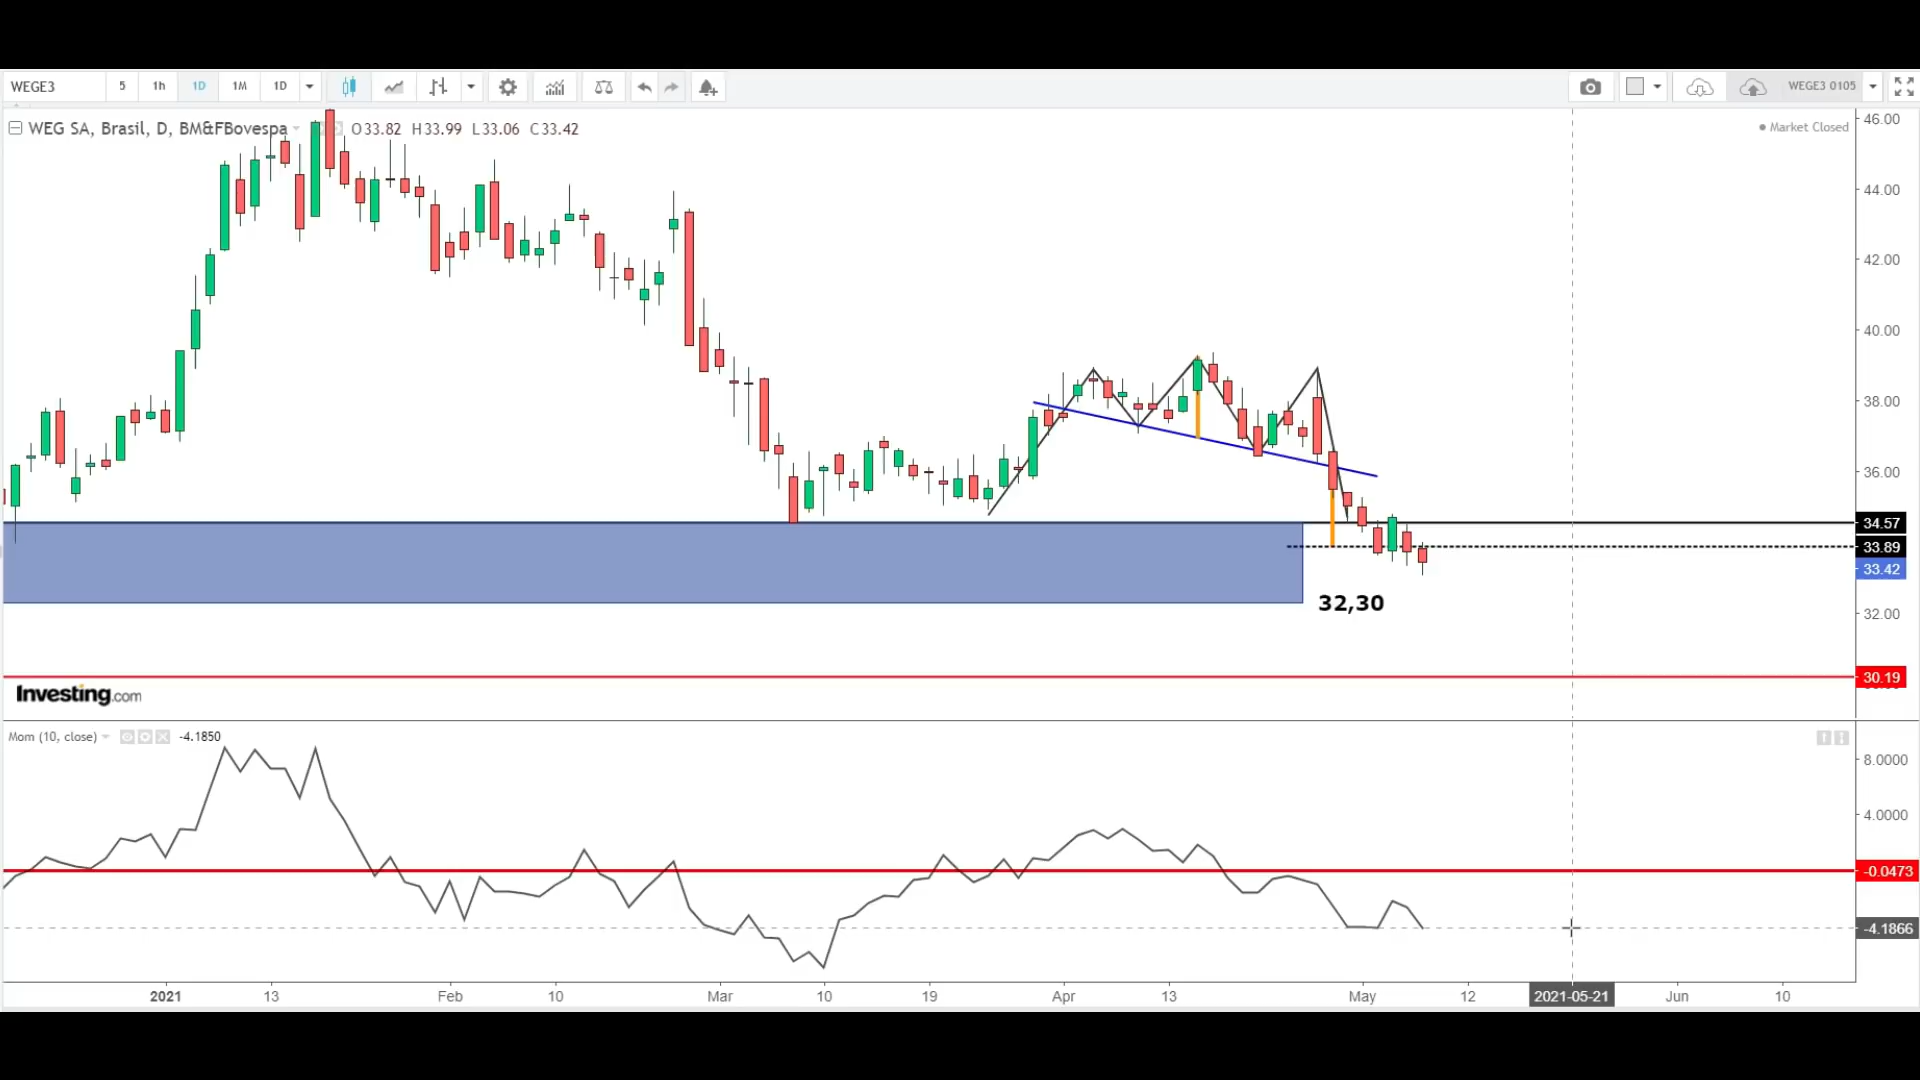 WEGE3 5 1h 1D 1M 1D WEGE3 0105
WEG SA, Brasil, D, BM&FBovespa O33.82 H33.99 L33.06 C33.42
Market Closed
46.00
44.00
42.00
40.00
38.00
36.00
34.57
33.89
33.42
32,30
32.00
30.19
Investing.com
Mom (10, close) -4.1850
8.0000
4.0000
-0.0473
-4.1866
2021 13 Feb 10 Mar 10 19 Apr 13 May 12 2021-05-21 Jun 10